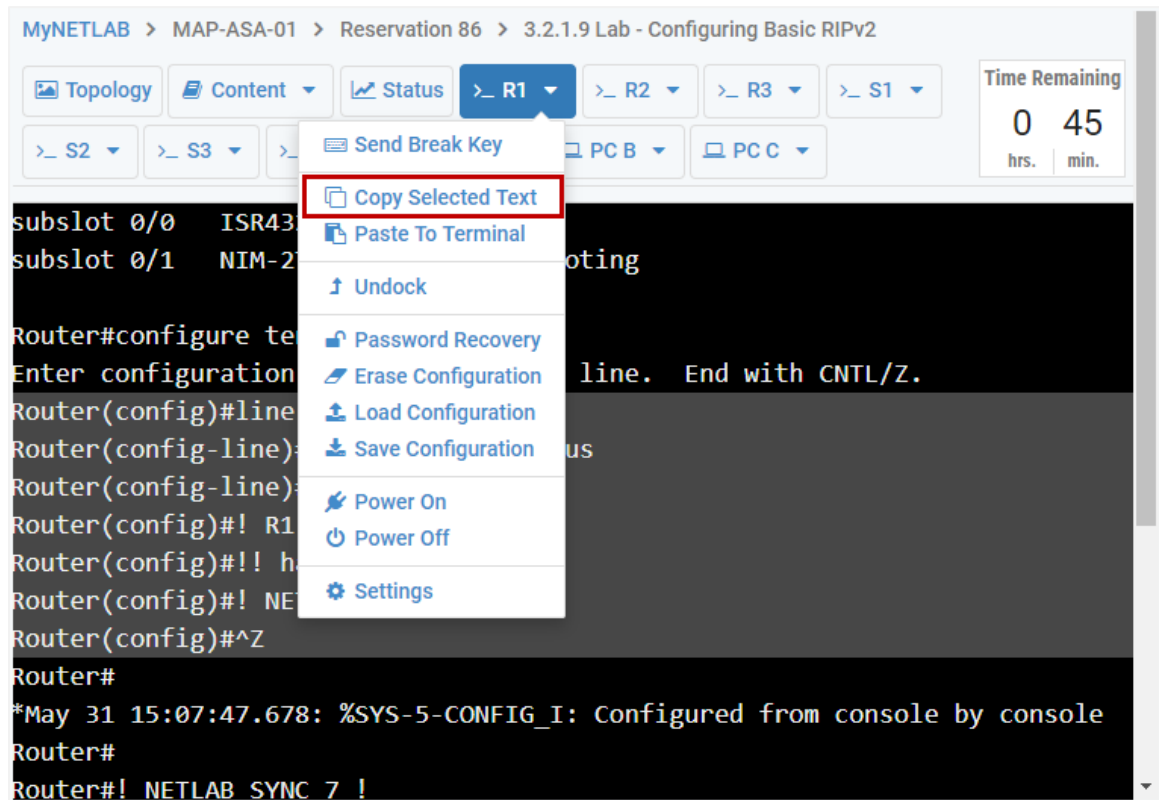 MyNETLAB > MAP-ASA-01 > Reservation 86 > 3.2.1.9 Lab - Configuring Basic RIPv2
Topology Content Status >_ R1 >_ R2 >_ R3 >_ S1
Time Remaining
0 45
hrs. min.
>_ S2 >_ S3 >_ PC B PC C
Send Break Key
Copy Selected Text
Paste To Terminal
Undock
Password Recovery
Erase Configuration
Load Configuration
Save Configuration
Power On
Power Off
Settings
subslot 0/0 ISR43
subslot 0/1 NIM-2 oting
Router#configure te
Enter configuration line. End with CNTL/Z.
Router(config)#line
Router(config-line) us
Router(config-line)
Router(config)#! R1
Router(config)#!! h
Router(config)#! NE
Router(config)#^Z
Router#
*May 31 15:07:47.678: %SYS-5-CONFIG_I: Configured from console by console
Router#
Router#! NETLAB SYNC 7 !